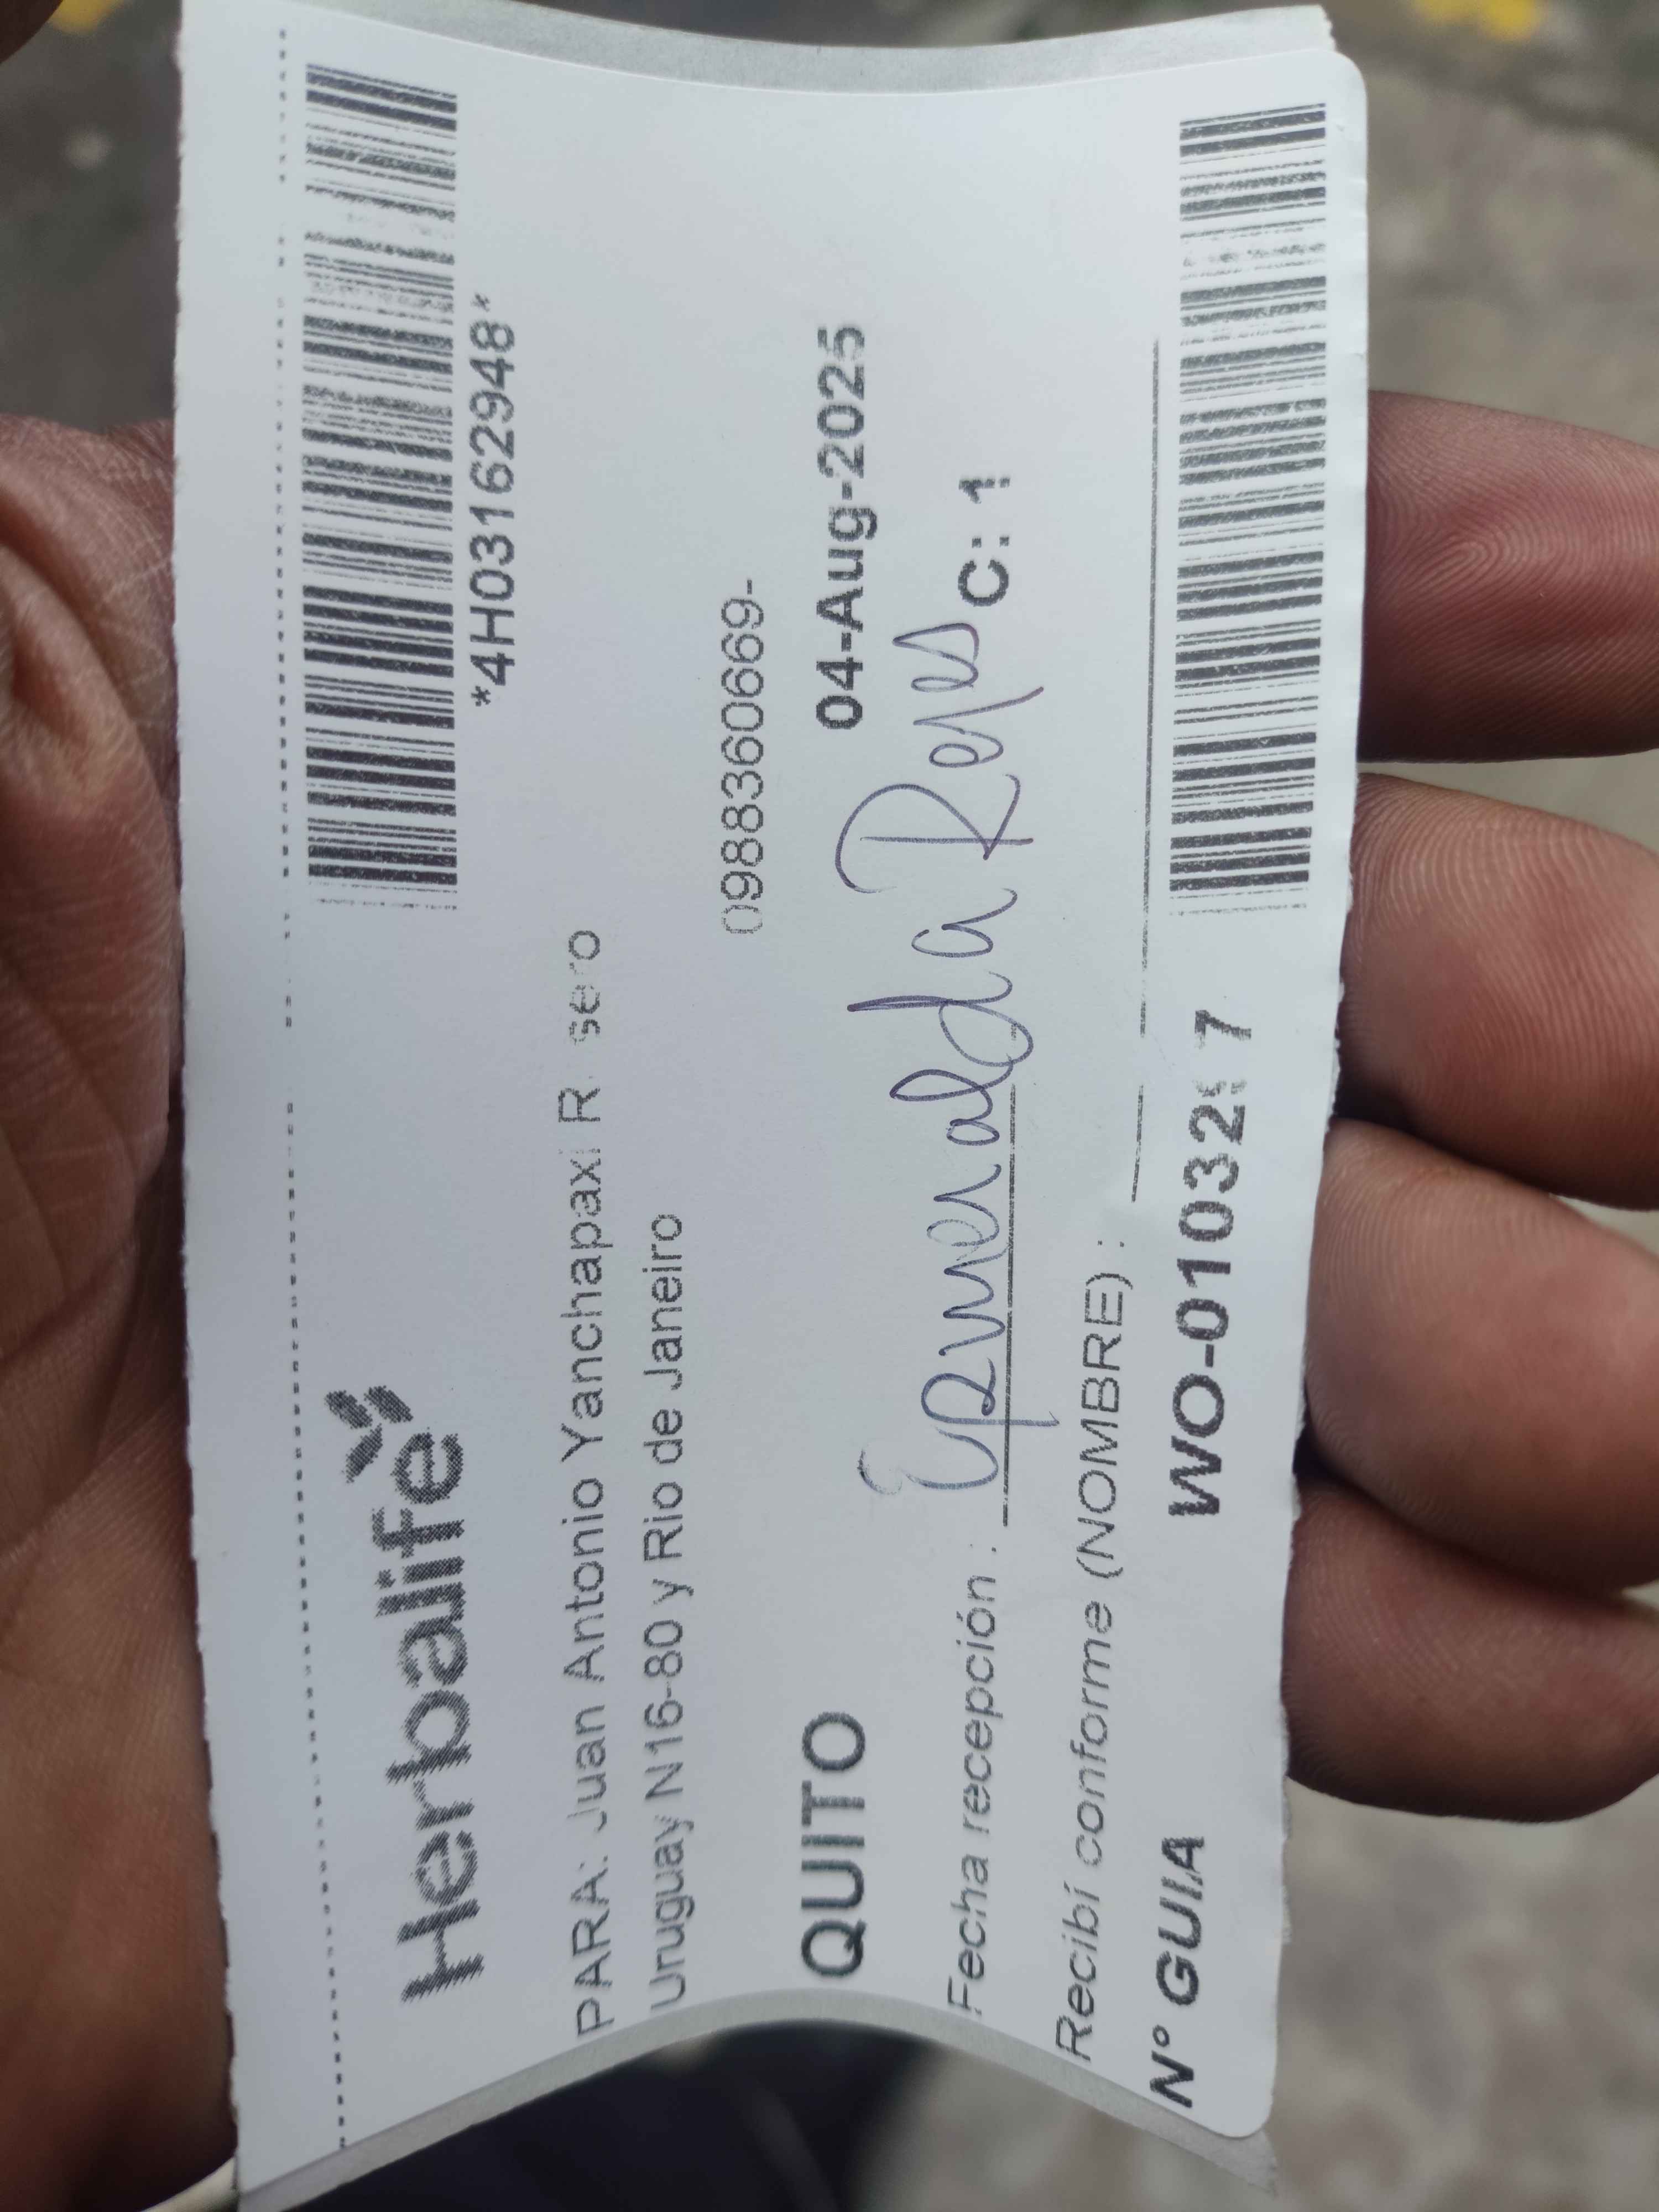 Herbalife
*4H03162948*
PARA: Juan Antonio Yanchapaxi
Uruguay N16-80 y Rio de Janeiro
0988360669-
QUITO
04-Aug-2025
Fecha recepción : Esmeralda Reyes C: 1
Recibí conforme (NOMBRE) :
N° GUIA